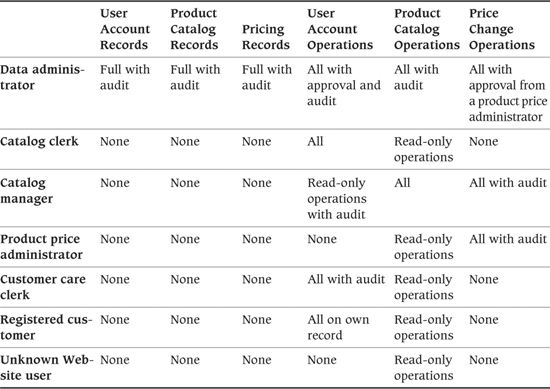 User Account Records | Product Catalog Records | Pricing Records | User Account Operations | Product Catalog Operations | Price Change Operations
Data adminis-trator | Full with audit | Full with audit | Full with audit | All with approval and audit | All with audit | All with approval from a product price administrator
Catalog clerk | None | None | None | All | Read-only operations | None
Catalog manager | None | None | None | Read-only operations with audit | All | All with audit
Product price administrator | None | None | None | None | Read-only operations | All with audit
Customer care clerk | None | None | None | All with audit | Read-only operations | None
Registered cus-tomer | None | None | None | All on own record | Read-only operations | None
Unknown Web-site user | None | None | None | None | Read-only operations | None